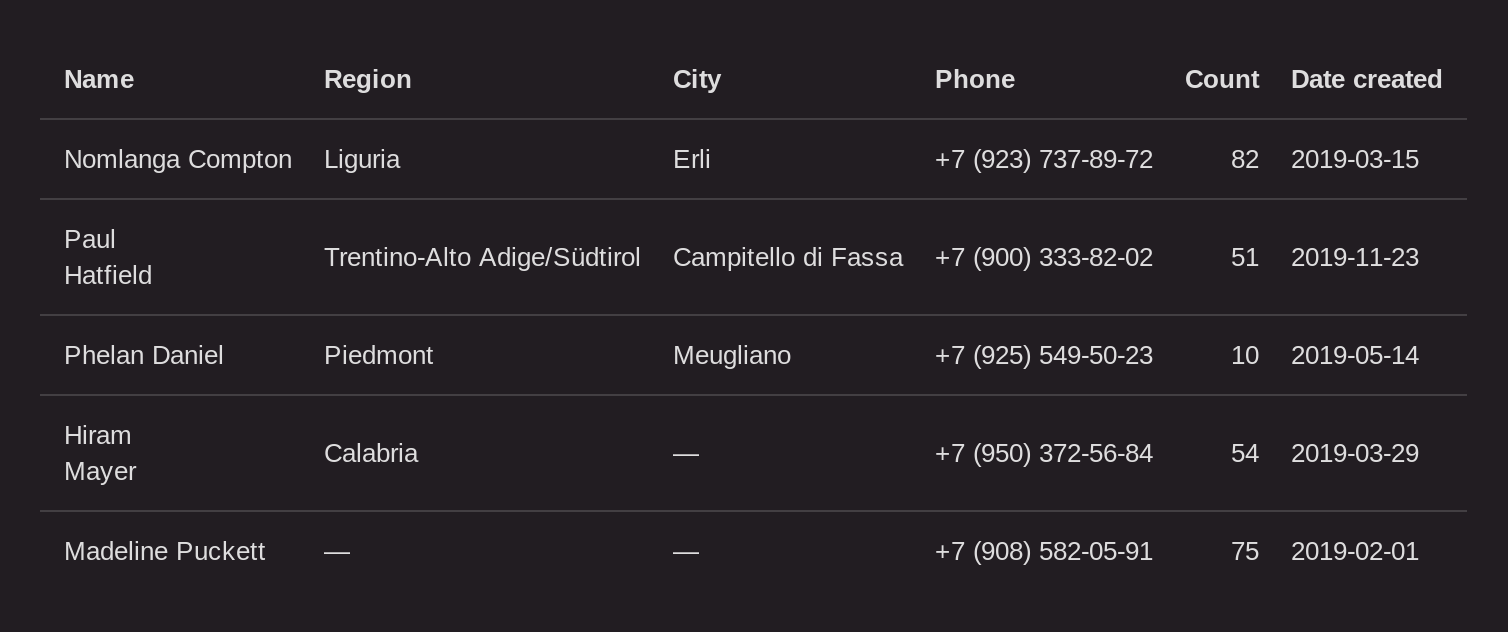 Name Region City Phone Count Date created
Nomlanga Compton Liguria Erli +7 (923) 737-89-72 82 2019-03-15
Paul
Hatfield Trentino-Alto Adige/Südtirol Campitello di Fassa +7 (900) 333-82-02 51 2019-11-23
Phelan Daniel Piedmont Meugliano +7 (925) 549-50-23 10 2019-05-14
Hiram
Mayer Calabria — +7 (950) 372-56-84 54 2019-03-29
Madeline Puckett — — +7 (908) 582-05-91 75 2019-02-01